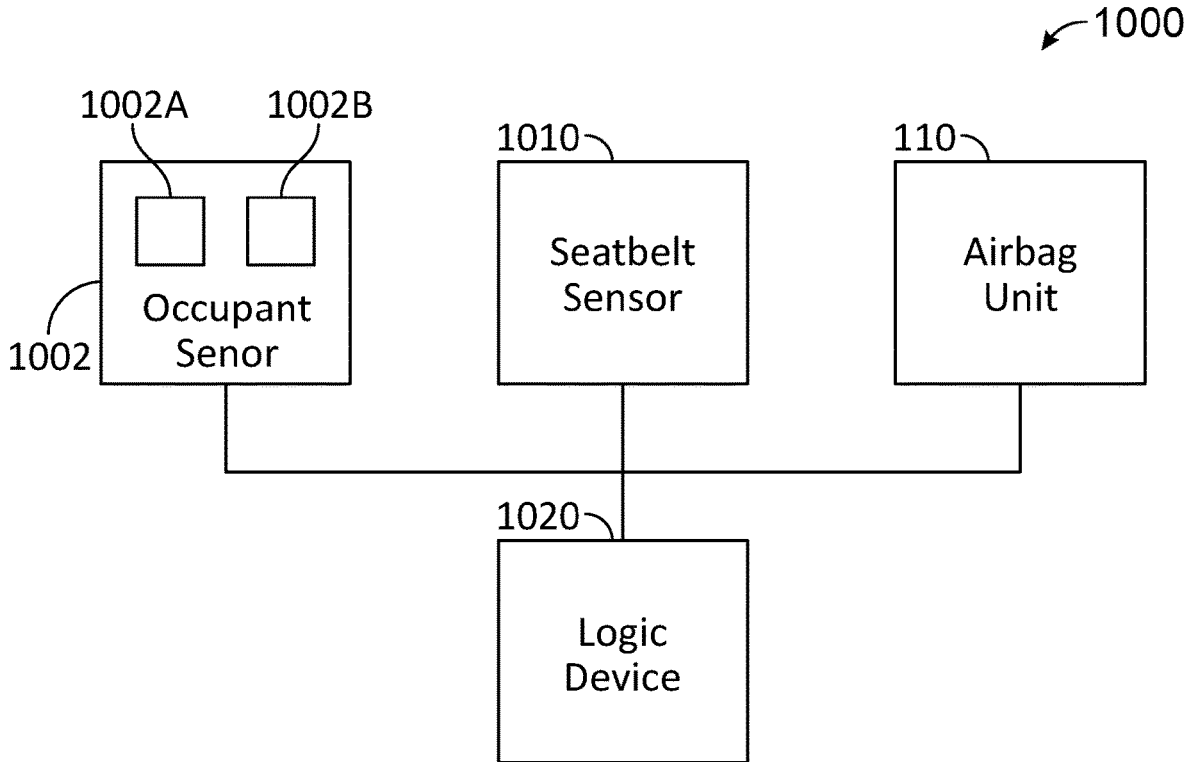 1000
1002A
1002B
1010
110
Occupant
Senor
1002
Seatbelt
Sensor
Airbag
Unit
1020
Logic
Device